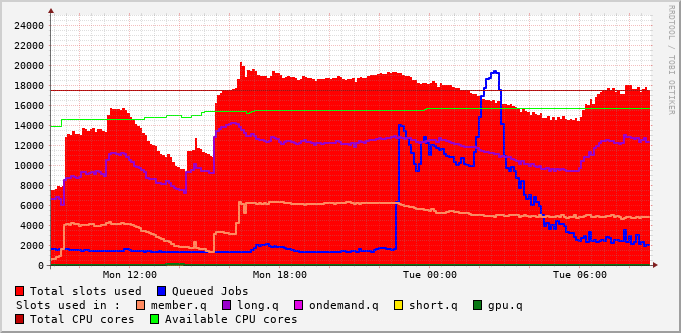 RRDTOOL / TOBI OETIKER
24000
22000
20000
18000
16000
14000
12000
10000
8000
6000
4000
2000
0
Mon 12:00 Mon 18:00 Tue 00:00 Tue 06:00
Total slots used Queued Jobs
Slots used in : member.q long.q ondemand.q short.q gpu.q
Total CPU cores Available CPU cores